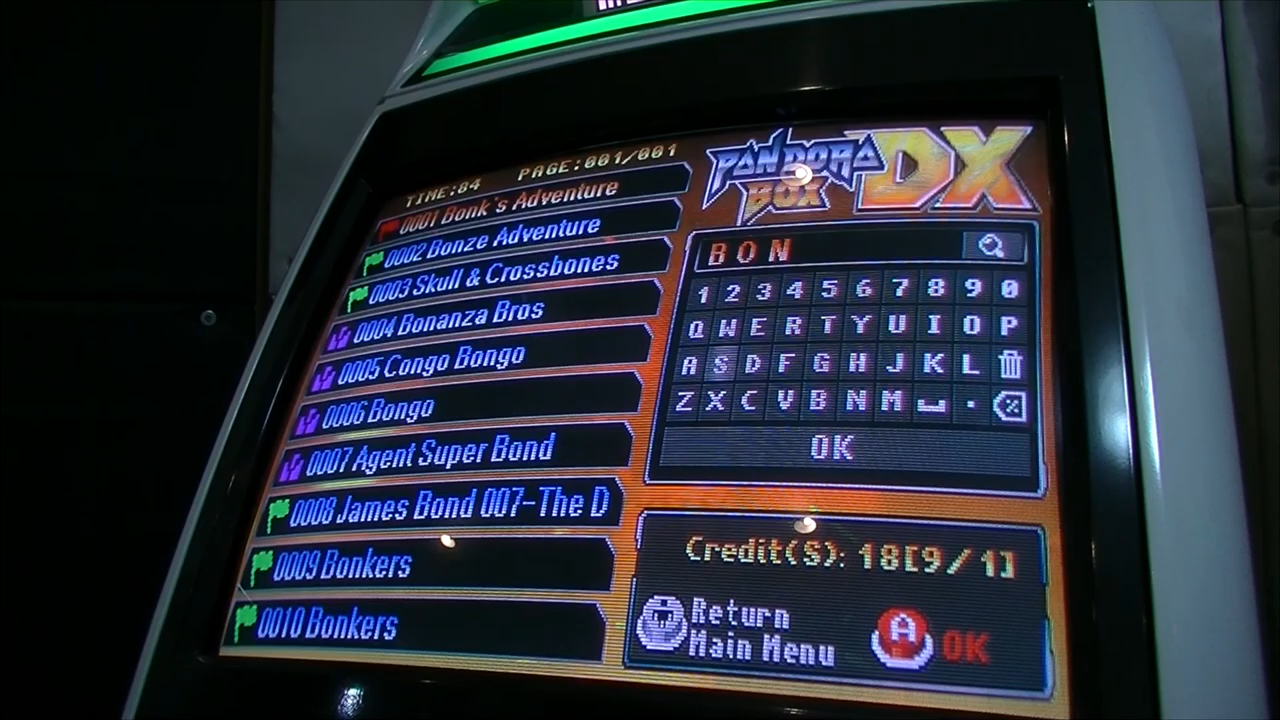 TIME:04 PAGE:001/001
0001 Bonk's Adventure
0002 Bonze Adventure
0003 Skull & Crossbones
0004 Bonanza Bros
0005 Congo Bongo
0006 Bongo
0007 Agent Super Bond
0008 James Bond 007-The D
0009 Bonkers
0010 Bonkers
PANDORA BOX DX
BON
1 2 3 4 5 6 7 8 9 0
Q W E R T Y U I O P
A S D F G H J K L
Z X C V B N M .
OK
Credit(S): 18[9/1]
Return
Main Menu
A OK